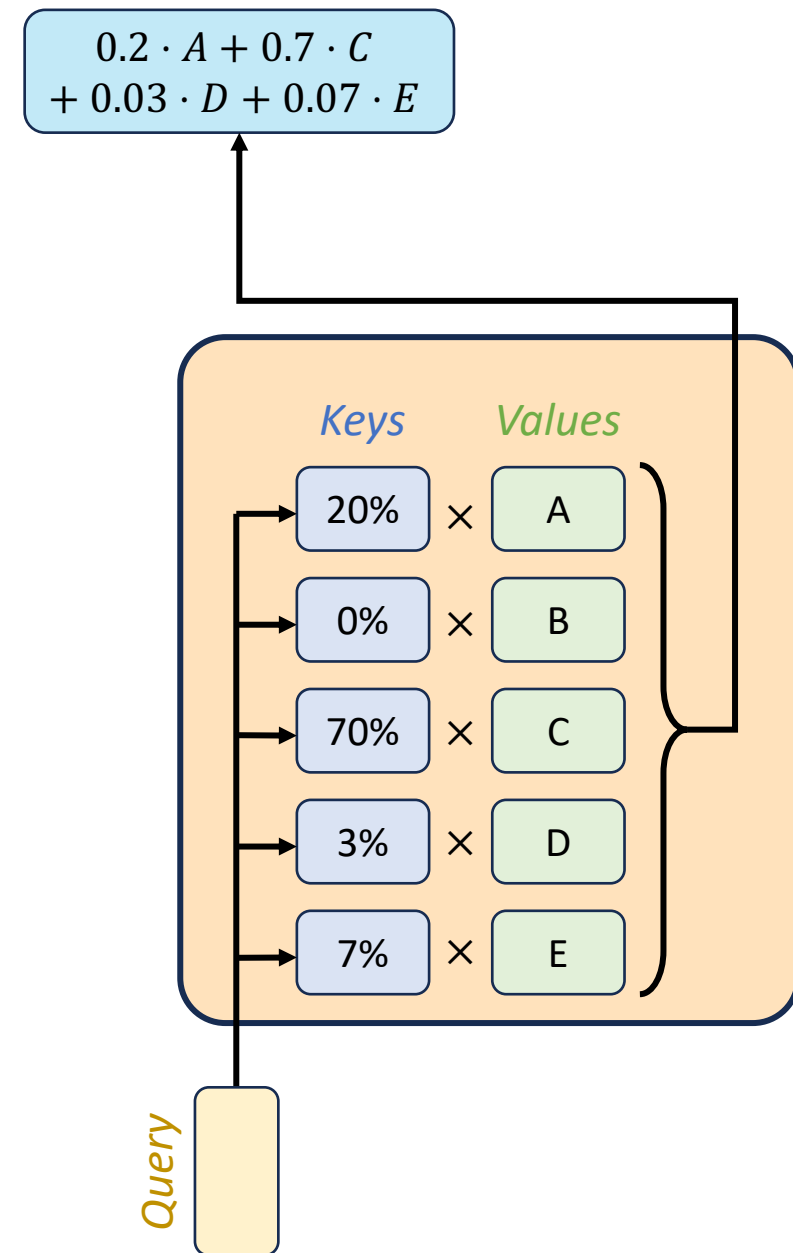 0.2 · A + 0.7 · C
+ 0.03 · D + 0.07 · E
Keys Values
20% × A
0% × B
70% × C
3% × D
7% × E
Query